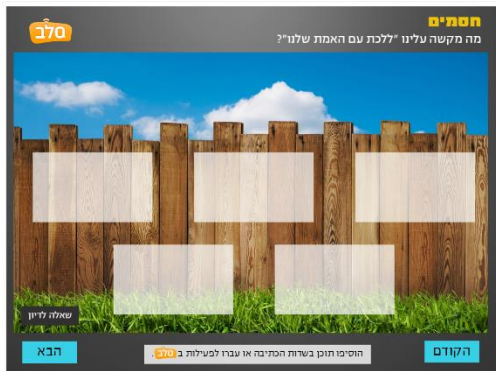 חסמים
מה מקשה עלינו "ללכת עם האמת שלנו"?
סלב
שאלה לדיון
הקודם
הוסיפו תוכן בשורות הכתיבה או עברו לפעילות ב סלב.
הבא